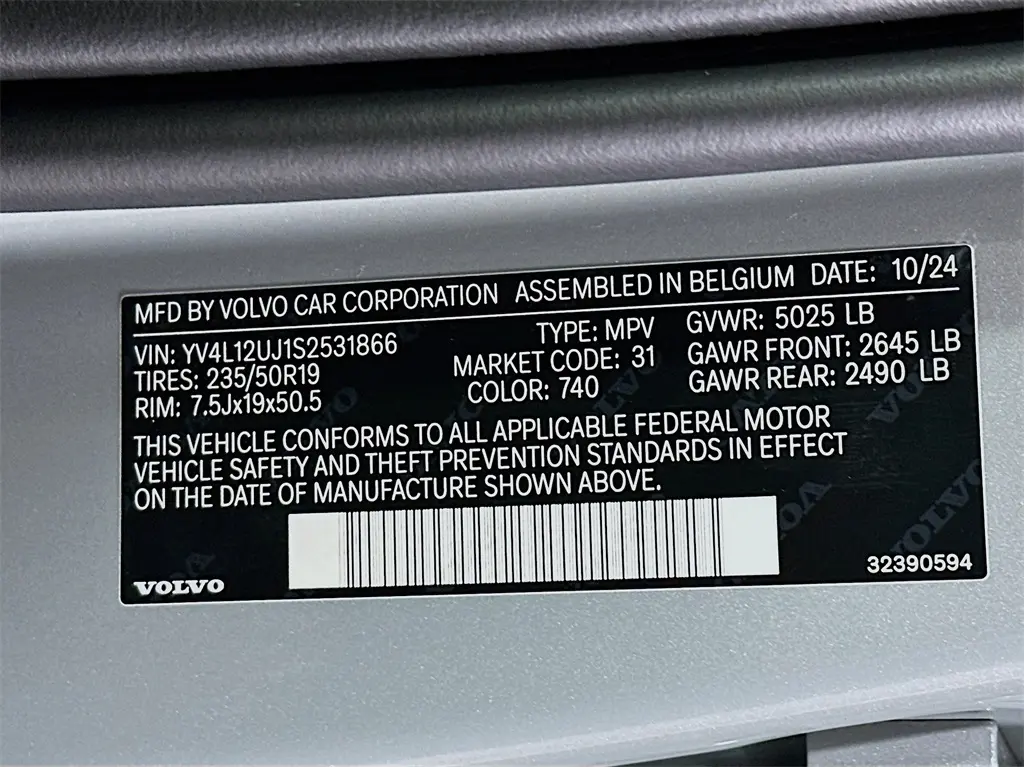 MFD BY VOLVO CAR CORPORATION ASSEMBLED IN BELGIUM DATE: 10/24
VIN: YV4L12UJ1S2531866 TYPE: MPV GVWR: 5025 LB
TIRES: 235/50R19 MARKET CODE: 31 GAWR FRONT: 2645 LB
RIM: 7.5Jx19x50.5 COLOR: 740 GAWR REAR: 2490 LB
THIS VEHICLE CONFORMS TO ALL APPLICABLE FEDERAL MOTOR
VEHICLE SAFETY AND THEFT PREVENTION STANDARDS IN EFFECT
ON THE DATE OF MANUFACTURE SHOWN ABOVE.
VOLVO 32390594